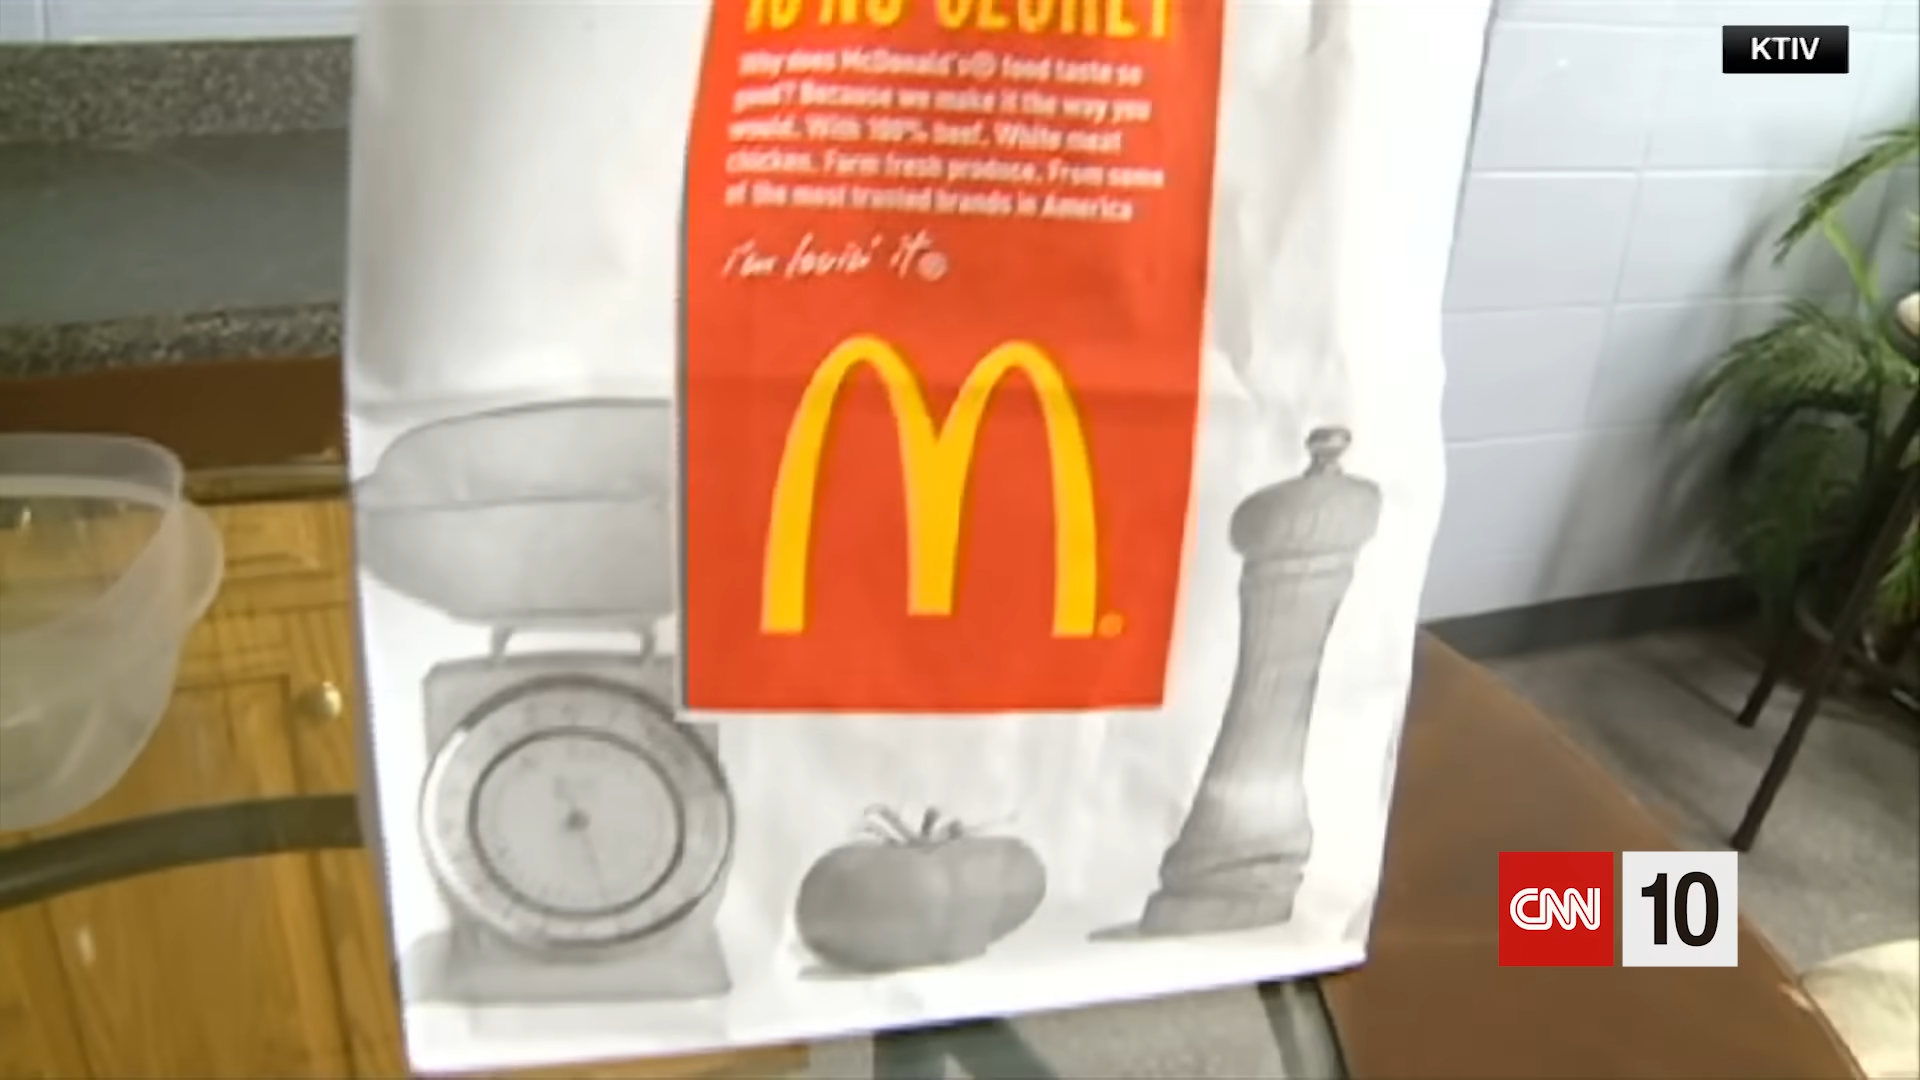 KTIV
IS NO SECRET
Why does McDonald's® food taste so
good? Because we make it the way you
would. With 100% beef. White meat
chicken. Farm fresh produce. From some
of the most trusted brands in America
i'm lovin' it
CNN 10